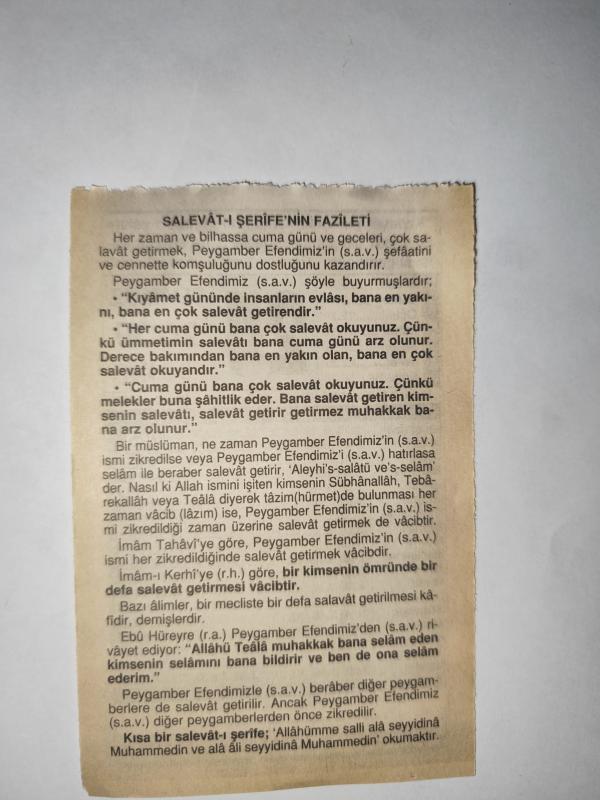 SALEVÂT-I ŞERÎFE'NİN FAZÎLETİ
Her zaman ve bilhassa cuma günü ve geceleri, çok sa-
lavât getirmek, Peygamber Efendimiz'in (s.a.v.) şefâatini
ve cennette komşuluğunu dostluğunu kazandırır.
Peygamber Efendimiz (s.a.v.) şöyle buyurmuşlardır;
• “Kıyâmet gününde insanların evlâsı, bana en yakı-
nı, bana en çok salevât getirendir.”
• “Her cuma günü bana çok salevât okuyunuz. Çün-
kü ümmetimin salevâtı bana cuma günü arz olunur.
Derece bakımından bana en yakın olan, bana en çok
salevât okuyandır.”
• “Cuma günü bana çok salevât okuyunuz. Çünkü
melekler buna şâhitlik eder. Bana salevât getiren kim-
senin salevâtı, salevât getirir getirmez muhakkak ba-
na arz olunur.”
Bir müslüman, ne zaman Peygamber Efendimiz'in (s.a.v.)
ismi zikredilse veya Peygamber Efendimiz'i (s.a.v.) hatırlasa
selâm ile beraber salevât getirir, ‘Aleyhi's-salâtü ve's-selâm’
der. Nasıl ki Allah ismini işiten kimsenin Sübhânallâh, Tebâ-
rekallâh veya Teâlâ diyerek tâzim(hürmet)de bulunması her
zaman vâcib (lâzım) ise, Peygamber Efendimiz'in (s.a.v.) is-
mi zikredildiği zaman üzerine salevât getirmek de vâcibtir.
İmâm Tahâvî'ye göre, Peygamber Efendimiz'in (s.a.v.)
ismi her zikredildiğinde salevât getirmek vâcibdir.
İmâm-ı Kerhî'ye (r.h.) göre, bir kimsenin ömründe bir
defa salevât getirmesi vâcibtir.
Bazı âlimler, bir mecliste bir defa salavât getirilmesi kâ-
fîdir, demişlerdir.
Ebû Hüreyre (r.a.) Peygamber Efendimiz'den (s.a.v.) ri-
vâyet ediyor: “Allâhü Teâlâ muhakkak bana selâm eden
kimsenin selâmını bana bildirir ve ben de ona selâm
ederim.”
Peygamber Efendimizle (s.a.v.) berâber diğer peygam-
berlere de salevât getirilir. Ancak Peygamber Efendimiz
(s.a.v.) diğer peygamberlerden önce zikredilir.
Kısa bir salevât-ı şerîfe; ‘Allâhümme salli alâ seyyidinâ
Muhammedin ve alâ âli seyyidinâ Muhammedin’ okumaktır.